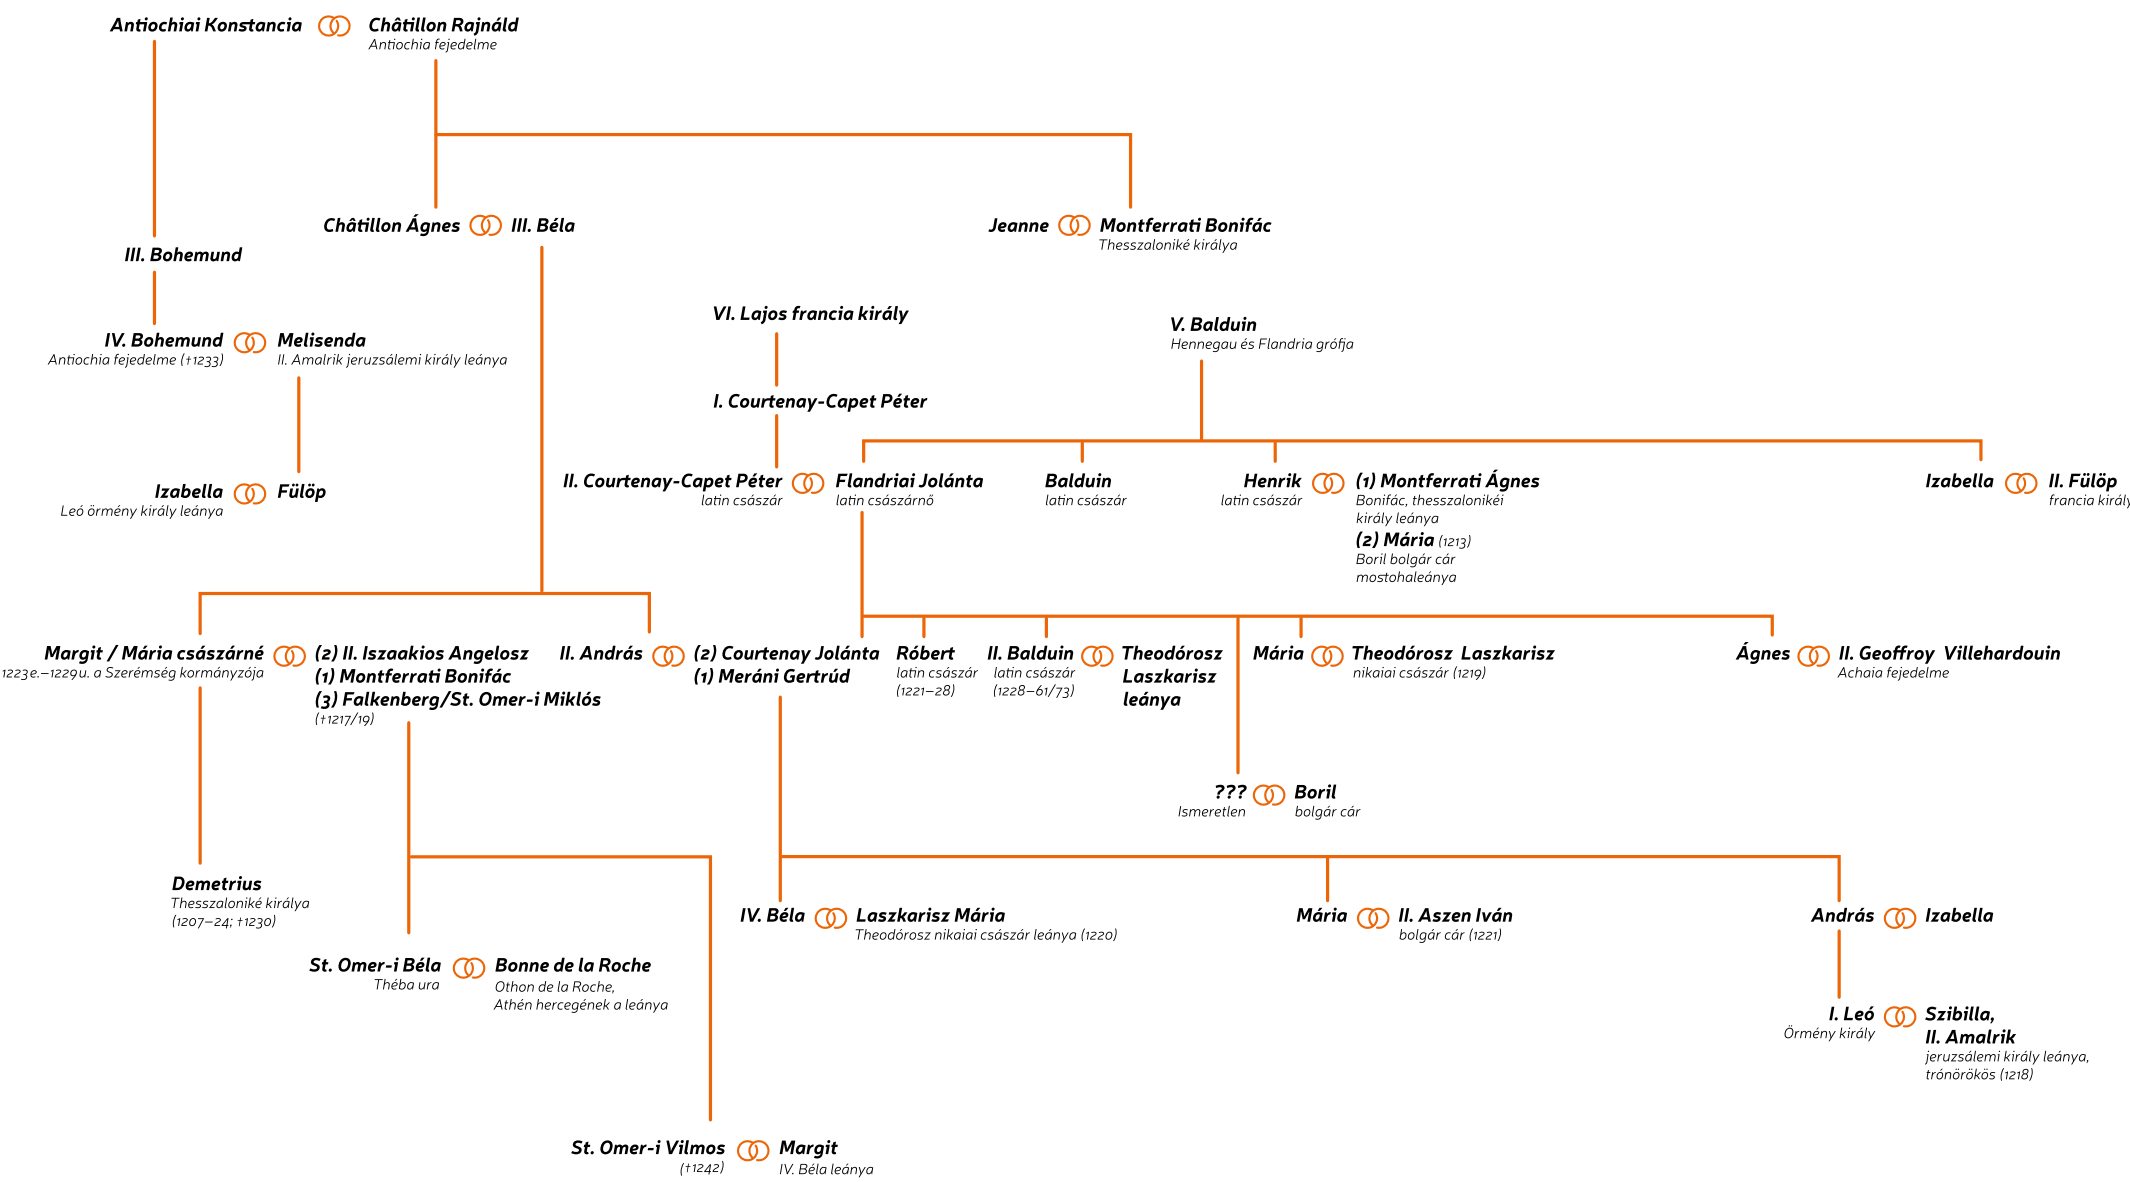 Antiochiai Konstancia
Châtillon Rajnáld
Antiochia fejedelme
Châtillon Ágnes
III. Béla
Jeanne
Montferrati Bonifác
Thesszaloniké királya
III. Bohemund
VI. Lajos francia király
V. Balduin
Hennegau és Flandria grófja
IV. Bohemund
Antiochia fejedelme (†1233)
Melisenda
II. Amalrik jeruzsálemi király leánya
I. Courtenay-Capet Péter
Izabella
Leó örmény király leánya
Fülöp
II. Courtenay-Capet Péter
latin császár
Flandriai Jolánta
latin császárnő
Balduin
latin császár
Henrik
latin császár
(1) Montferrati Ágnes
Bonifác, thesszalonikéi
király leánya
(2) Mária (1213)
Boril bolgár cár
mostohaleánya
Izabella
II. Fülöp
francia király
Margit / Mária császárné
1223e.–1229u. a Szerémség kormányzója
(2) II. Iszaakios Angelosz
(1) Montferrati Bonifác
(3) Falkenberg/St. Omer-i Miklós
(†1217/19)
II. András
(2) Courtenay Jolánta
(1) Meráni Gertrúd
Róbert
latin császár
(1221–28)
II. Balduin
latin császár
(1228–61/73)
Theodórosz
Laszkarisz
leánya
Mária
Theodórosz Laszkarisz
nikaiai császár (1219)
Ágnes
II. Geoffroy Villehardouin
Achaia fejedelme
???
Ismeretlen
Boril
bolgár cár
Demetrius
Thesszaloniké királya
(1207–24; †1230)
IV. Béla
Laszkarisz Mária
Theodórosz nikaiai császár leánya (1220)
Mária
II. Aszen Iván
bolgár cár (1221)
András
Izabella
St. Omer-i Béla
Théba ura
Bonne de la Roche
Othon de la Roche,
Athén hercegének a leánya
I. Leó
Örmény király
Szibilla,
II. Amalrik
jeruzsálemi király leánya,
trónörökös (1218)
St. Omer-i Vilmos
(†1242)
Margit
IV. Béla leánya